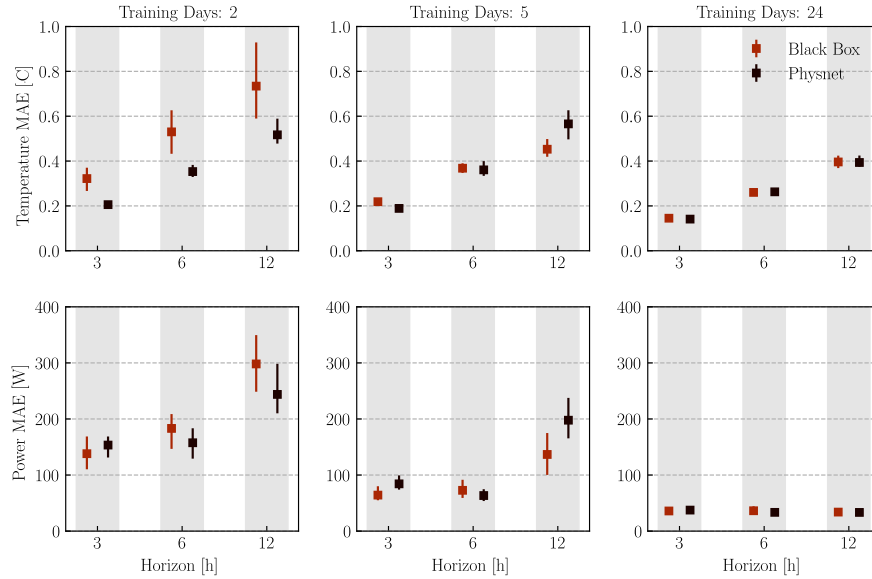 Training Days: 2
Training Days: 5
Training Days: 24
Temperature MAE [C]
1.0
0.8
0.6
0.4
0.2
0.0
3 6 12
1.0
0.8
0.6
0.4
0.2
0.0
3 6 12
1.0
0.8
0.6
0.4
0.2
0.0
3 6 12
Black Box
Physnet
Power MAE [W]
400
300
200
100
0
3 6 12
Horizon [h]
400
300
200
100
0
3 6 12
Horizon [h]
400
300
200
100
0
3 6 12
Horizon [h]